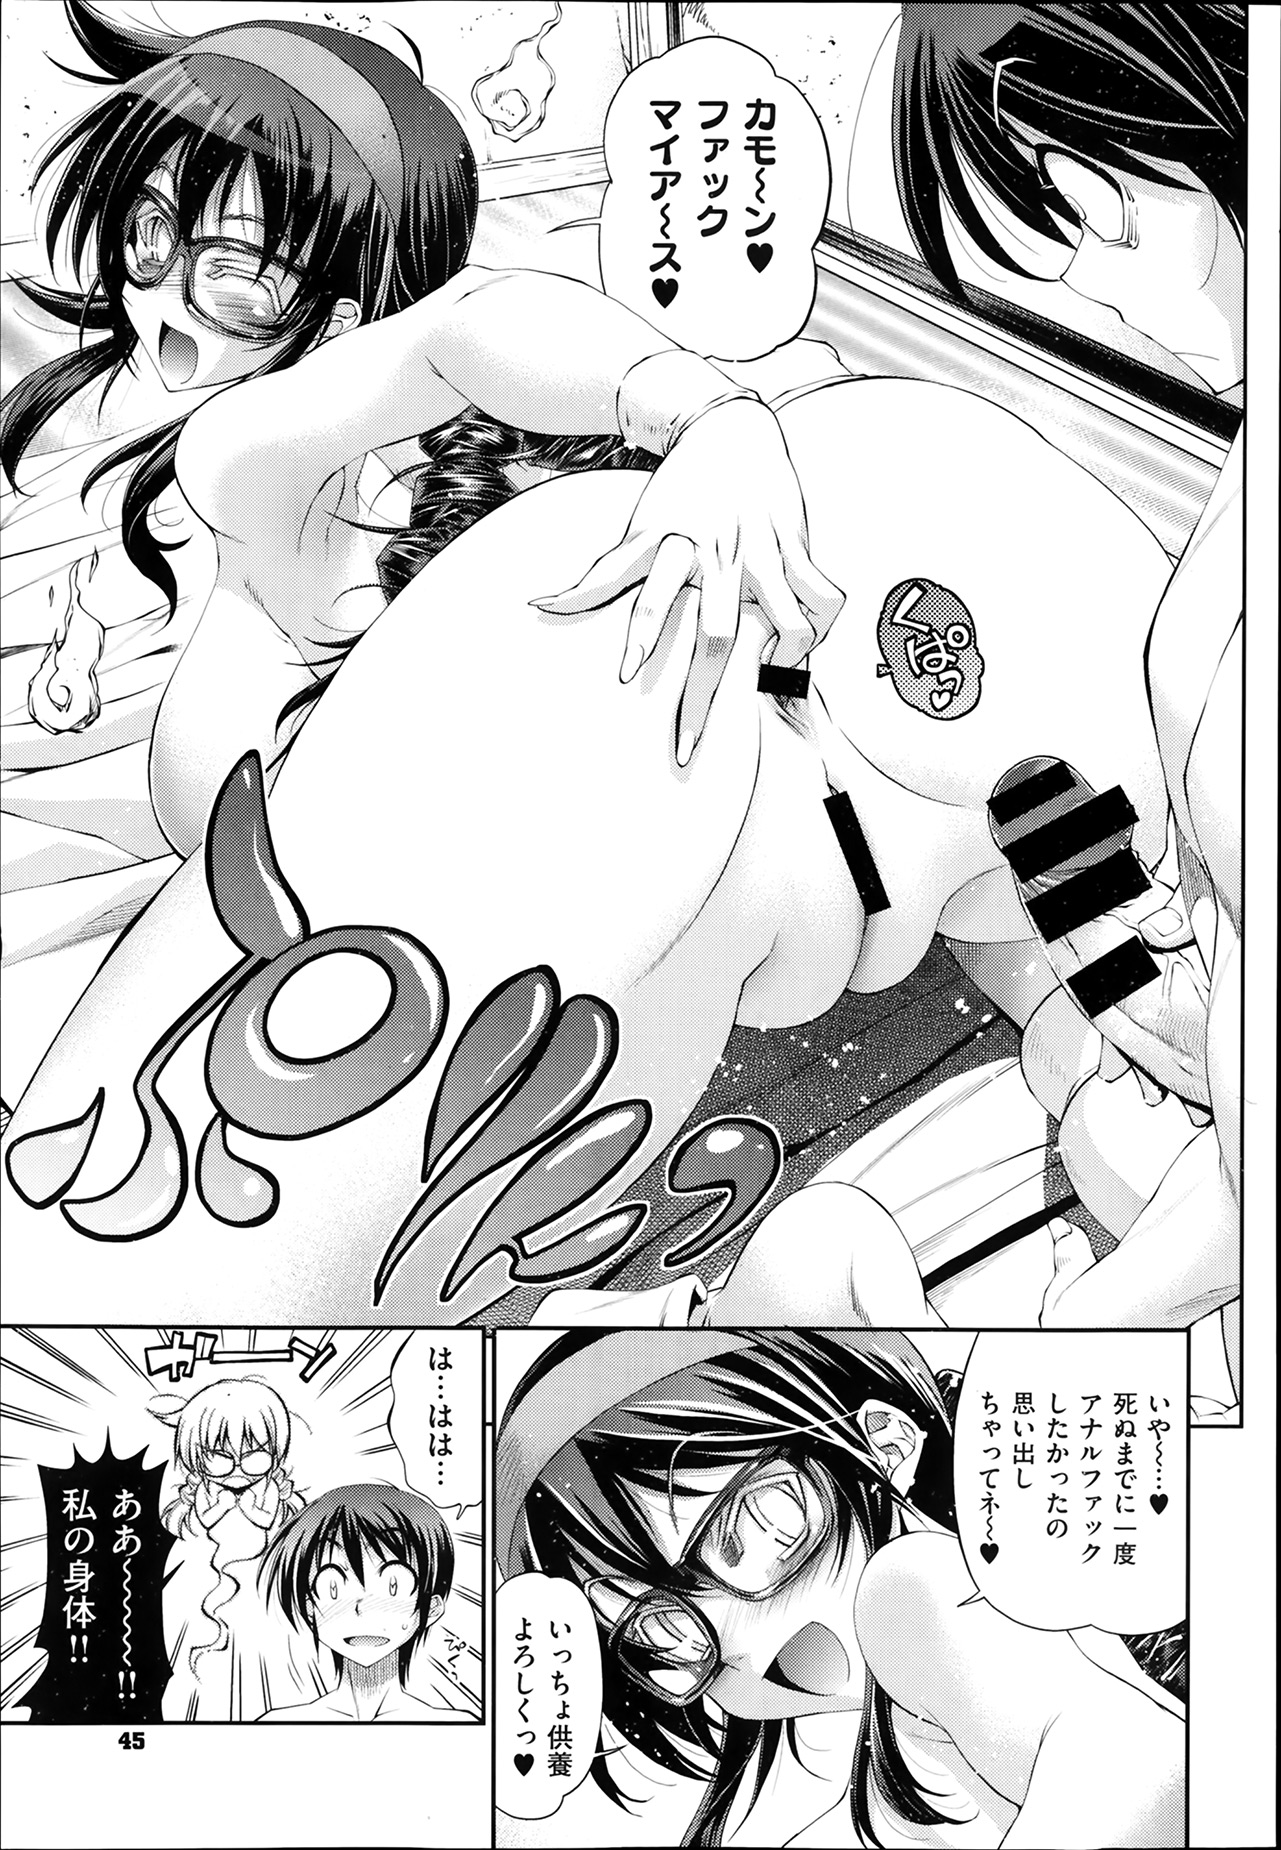 カモ〜ン♥
ファック
マイア〜ス♥
くぱっ♥
いや〜…♥
死ぬまでに一度
アナルファック
したかったの
思い出し
ちゃってネ〜♥
いっちょ供養
よろしくっ♥
は…はは…
ガーーン
ああ〜〜〜〜!!
私の身体!!
ぴくっ
45